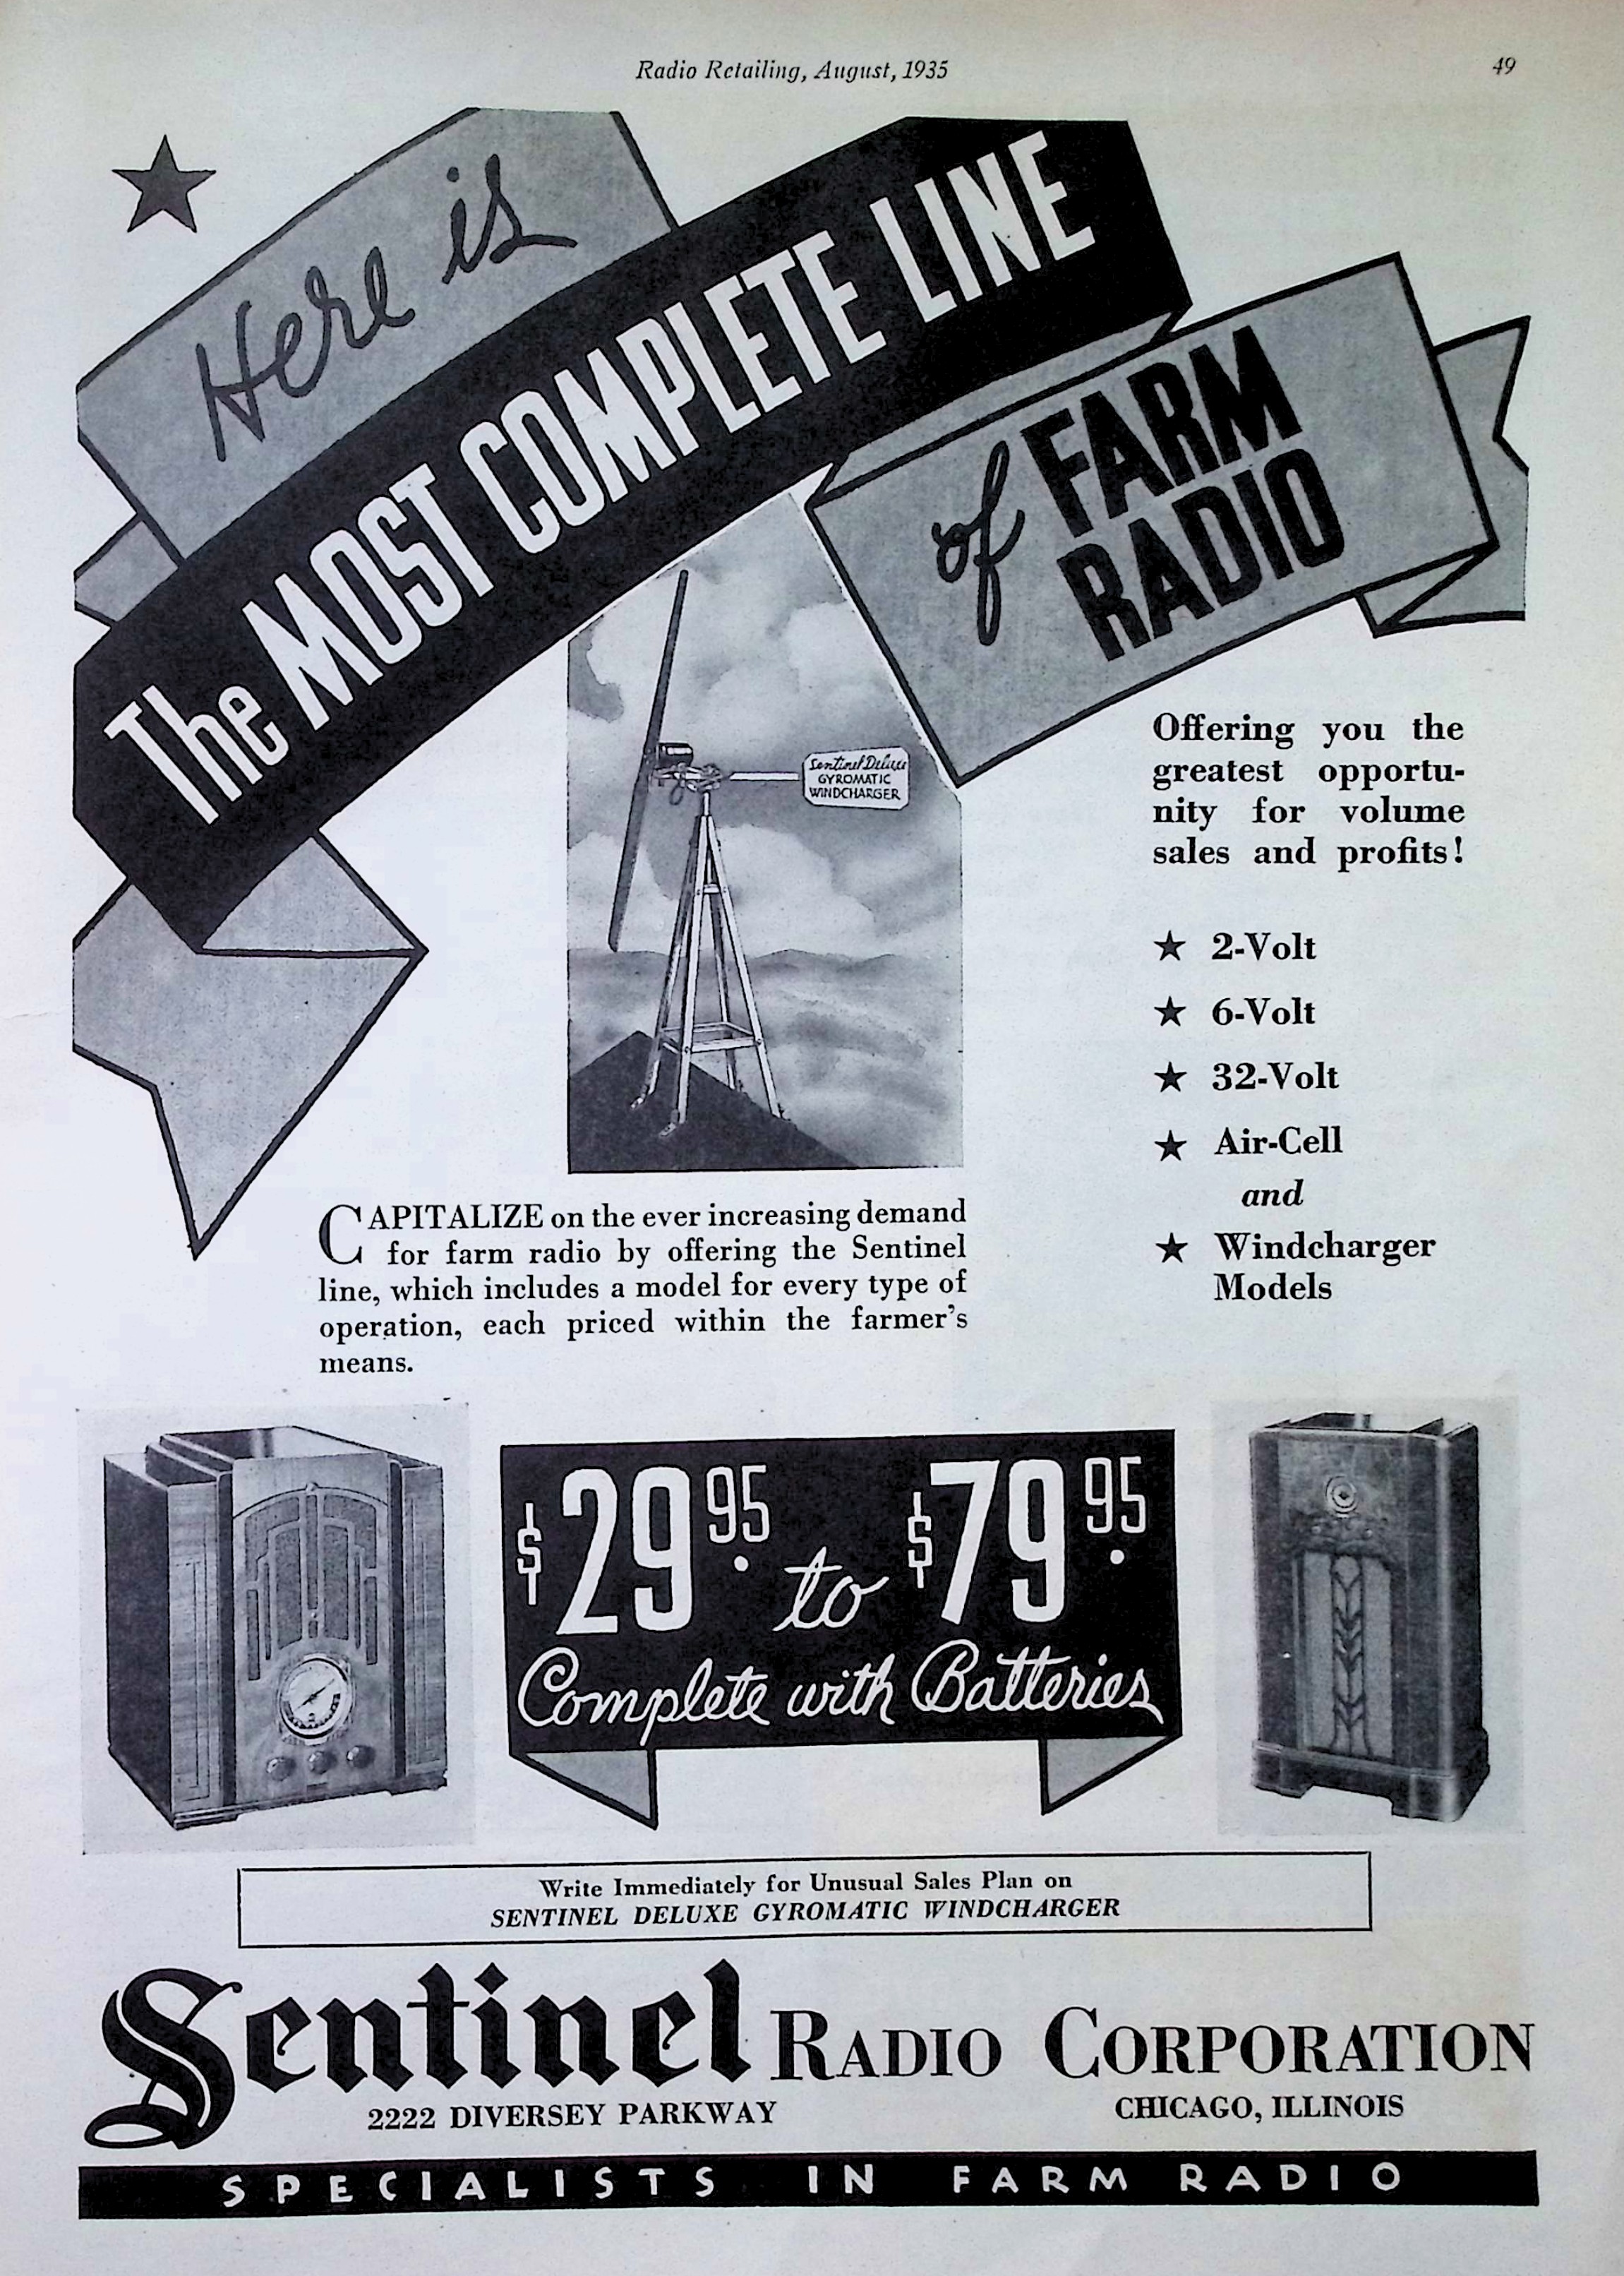 Radio Retailing, August, 1935
49
Here is
The MOST COMPLETE LINE
of FARM
RADIO
Sentinel Deluxe
GYROMATIC
WINDCHARGER
Offering you the
greatest opportu-
nity for volume
sales and profits!
★ 2-Volt
★ 6-Volt
★ 32-Volt
★ Air-Cell
and
★ Windcharger
Models
CAPITALIZE on the ever increasing demand
for farm radio by offering the Sentinel
line, which includes a model for every type of
operation, each priced within the farmer's
means.
$29.95 to $79.95
Complete with Batteries
Write Immediately for Unusual Sales Plan on
SENTINEL DELUXE GYROMATIC WINDCHARGER
Sentinel RADIO CORPORATION
2222 DIVERSEY PARKWAY
CHICAGO, ILLINOIS
SPECIALISTS IN FARM RADIO